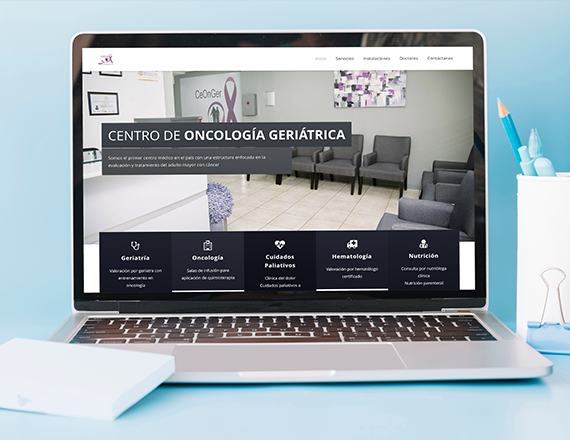 Inicio Servicios Instalaciones Doctores Contáctanos
CeOnGer
CENTRO DE ONCOLOGÍA GERIÁTRICA
Somos el primer centro médico en el país con una estructura enfocada en la
evaluación y tratamiento del adulto mayor con cáncer
Geriatría
Valoración por geriatra con
entrenamiento en
oncología
Oncología
Salas de infusión para
aplicación de quimioterapia
Cuidados
Paliativos
Clínica del dolor
Cuidados paliativos a
Hematología
Valoración por hematólogo
certificado
Nutrición
Consulta por nutrióloga
clínica
Nutrición parenteral